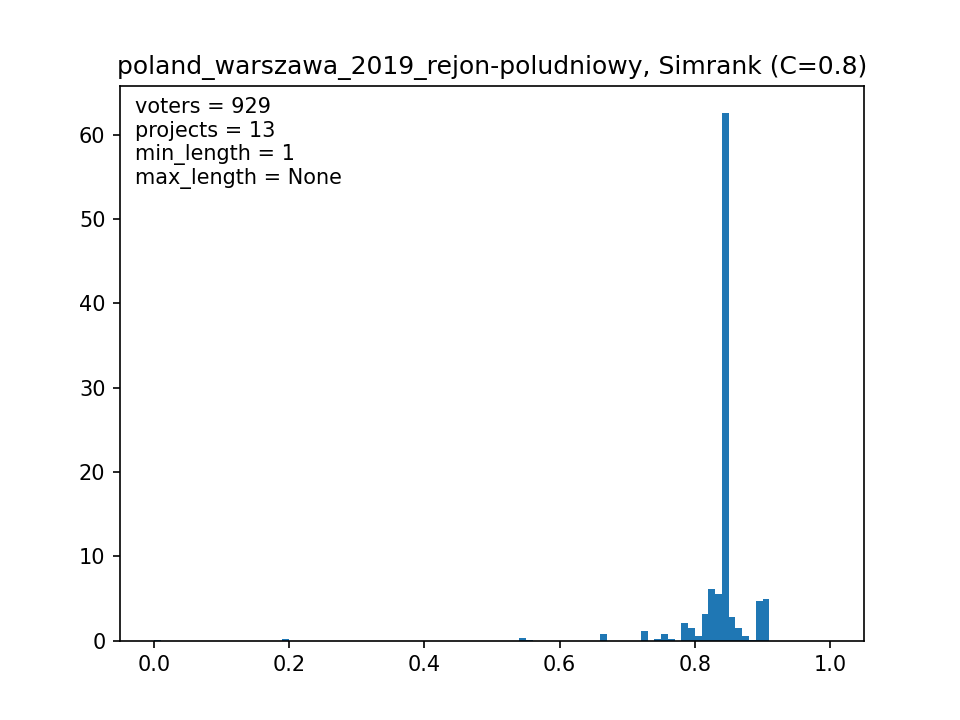 poland_warszawa_2019_rejon-poludniowy, Simrank (C=0.8)
voters = 929
projects = 13
min_length = 1
max_length = None
60
50
40
30
20
10
0
0.0 0.2 0.4 0.6 0.8 1.0